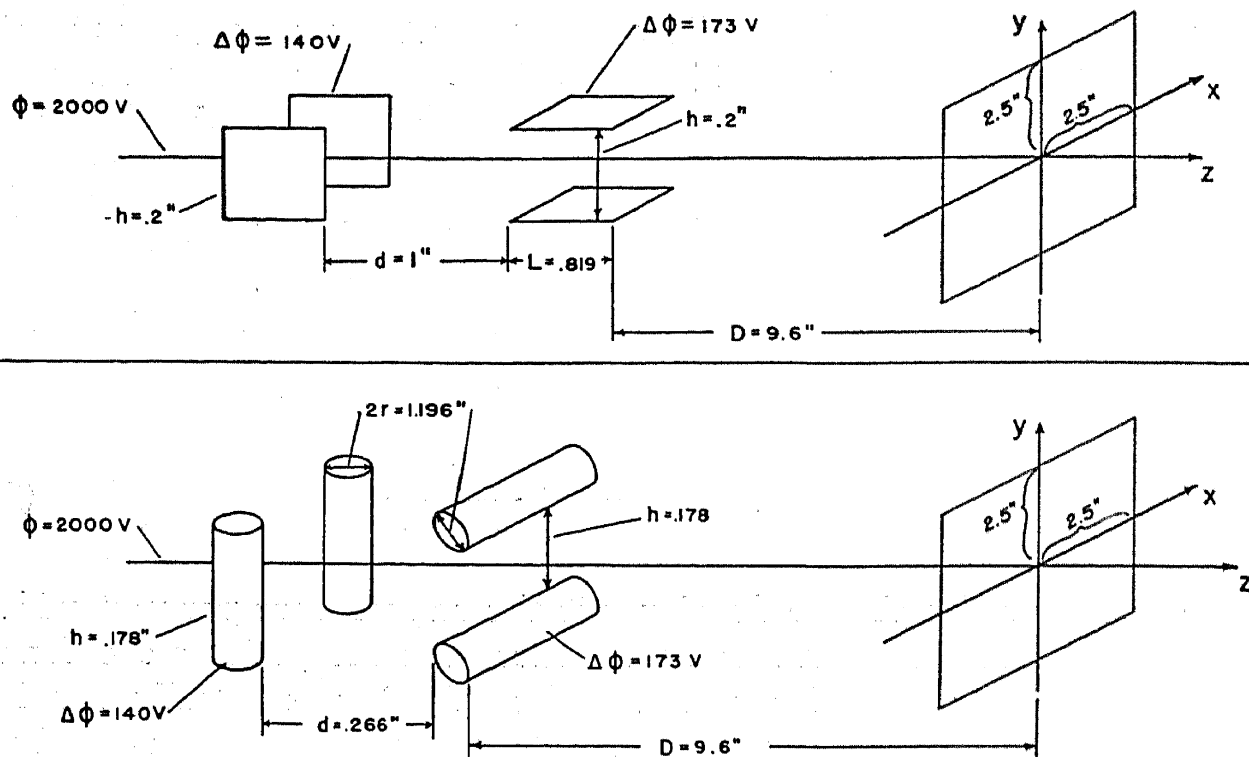 Δϕ = 140V
Δϕ = 173 V
ϕ = 2000 V
h = .2"
-h = .2"
d = 1"
L = .819
D = 9.6"
y
x
z
2.5"
2.5"
2r = 1.196"
ϕ = 2000V
h = .178
h = .178"
Δϕ = 173 V
Δϕ = 140V
d = .266"
D = 9.6"
y
x
z
2.5"
2.5"